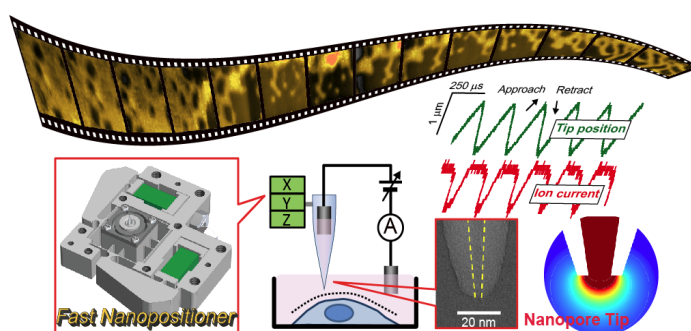 250 µs
Approach
Retract
1 µm
Tip position
Ion current
X
Y
Z
A
Fast Nanopositioner
20 nm
Nanopore Tip